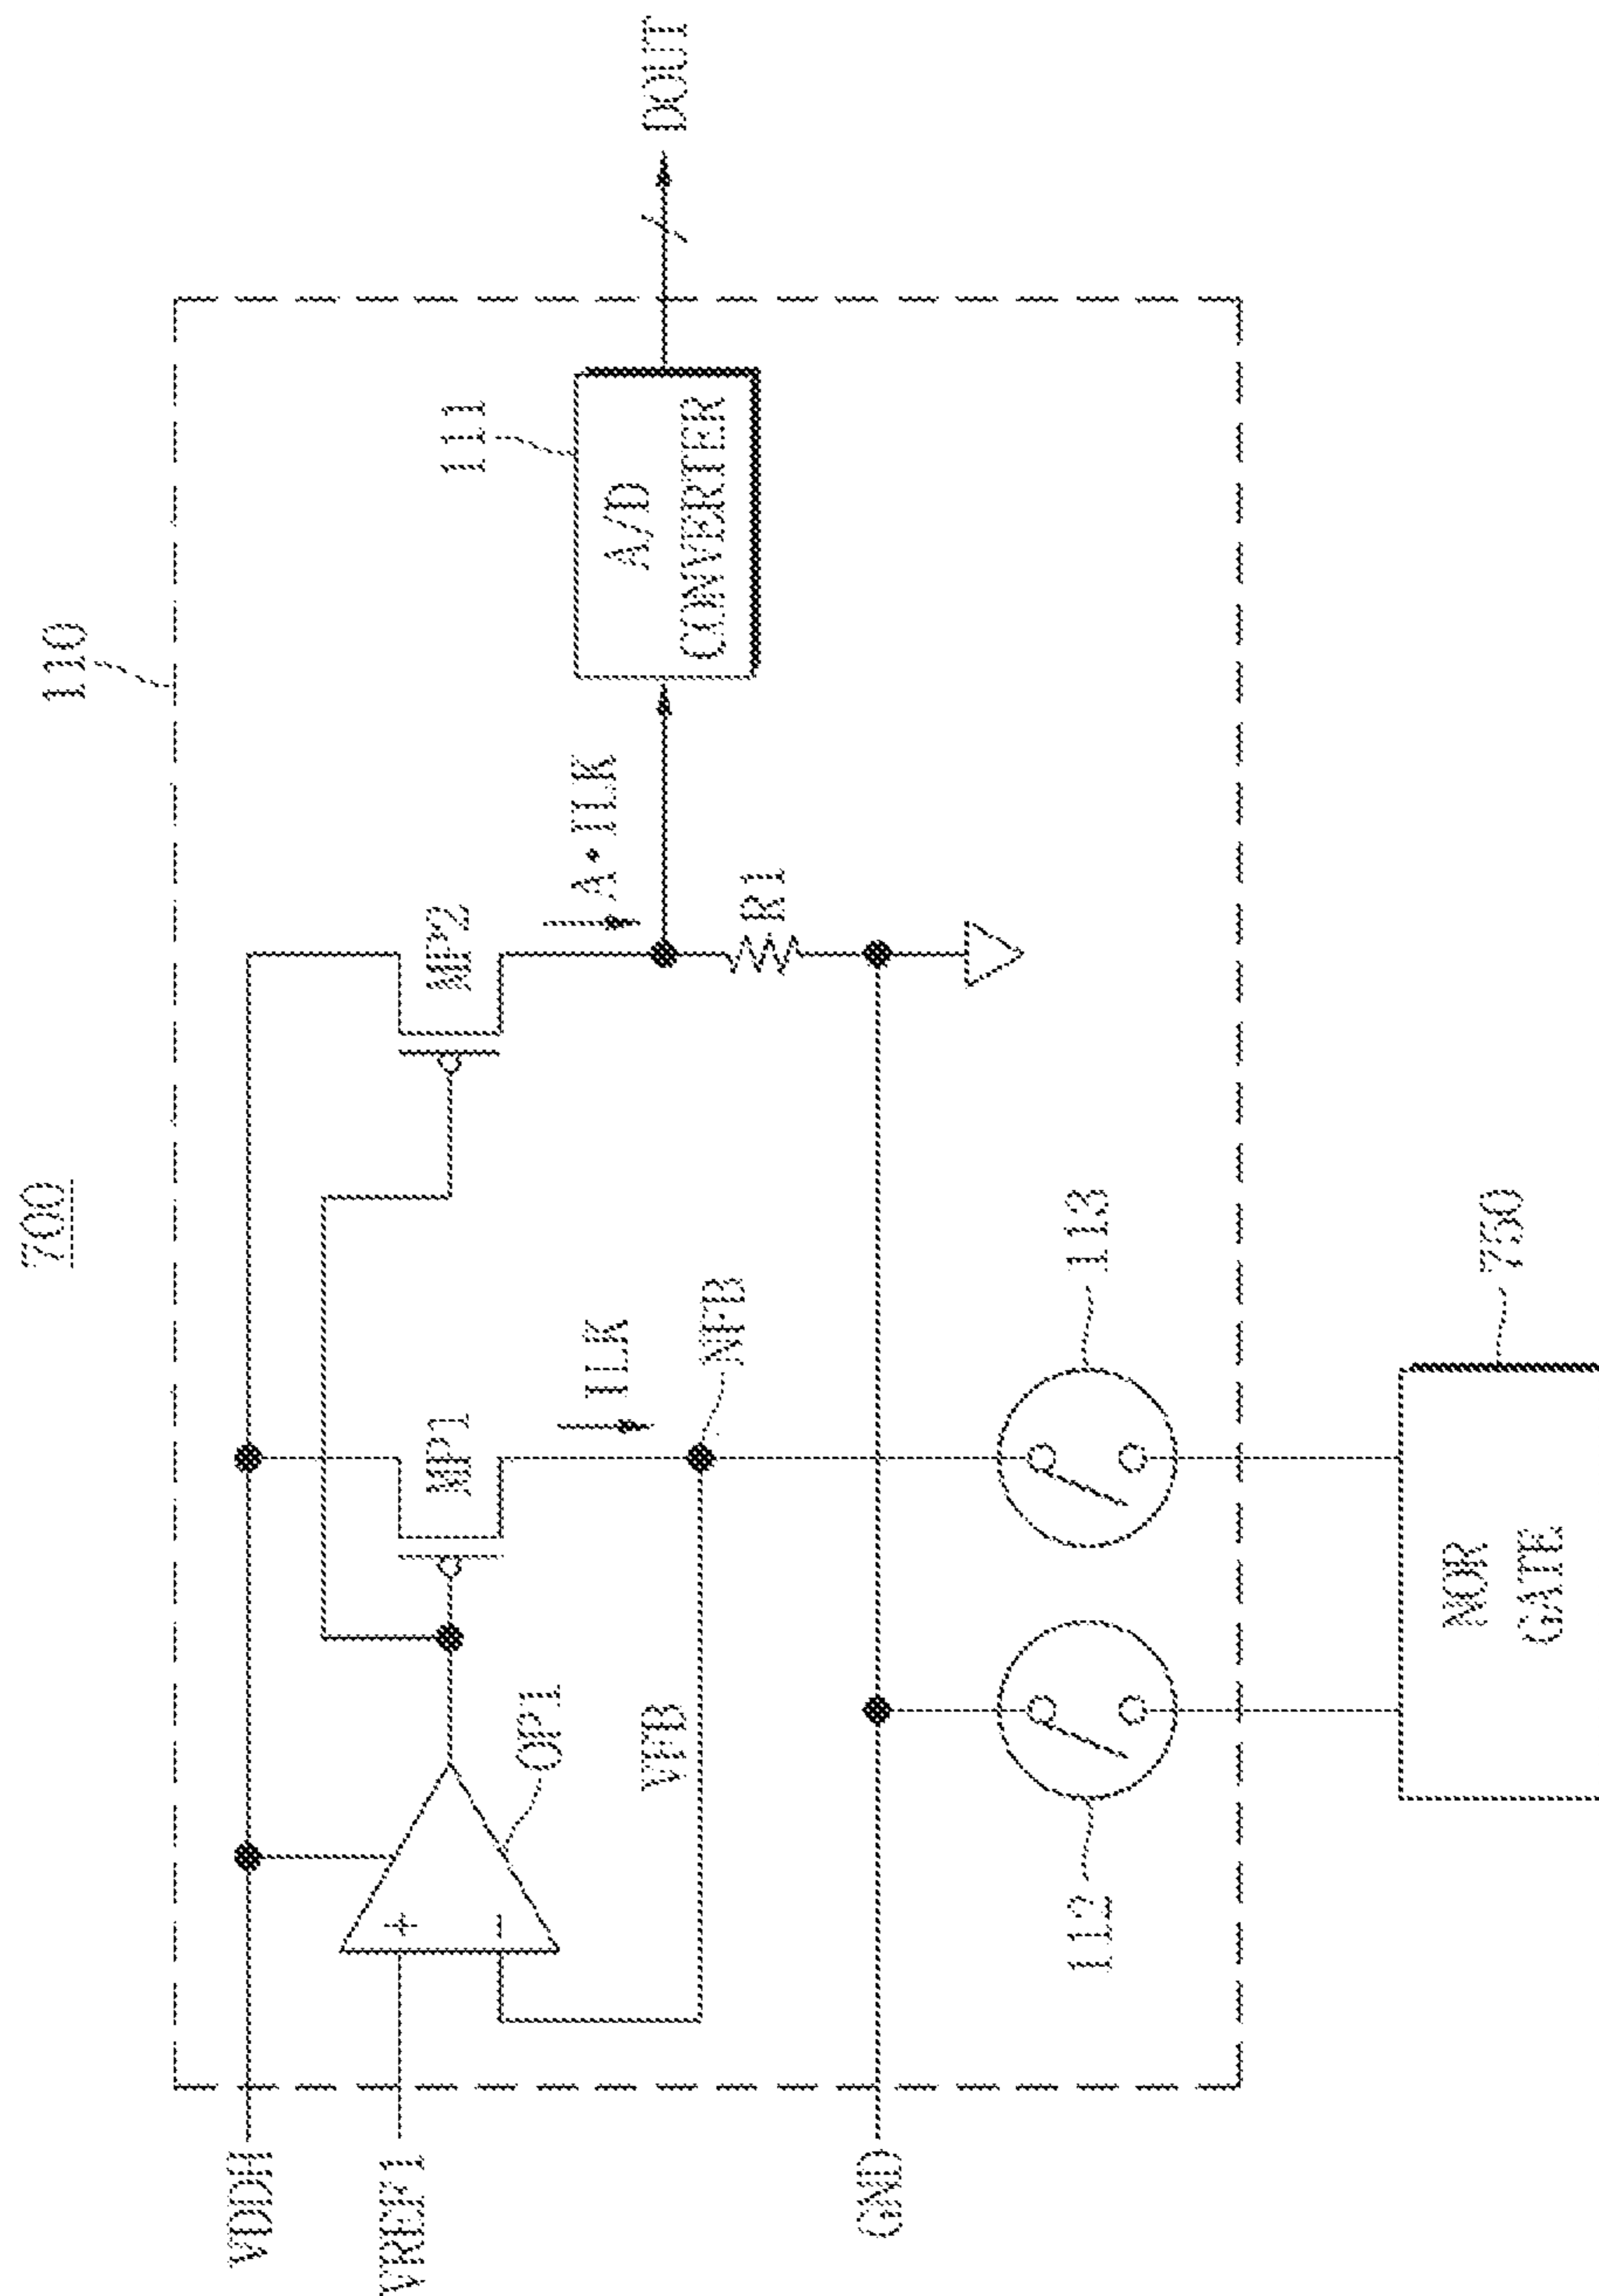 700
110
VDDH
VREF1
GND
OP1
VFB
MP1
ILK
NFB
MP2
A•ILK
R1
111
A/D
CONVERTER
DOUT
112
113
NOR
GATE
750
+
−